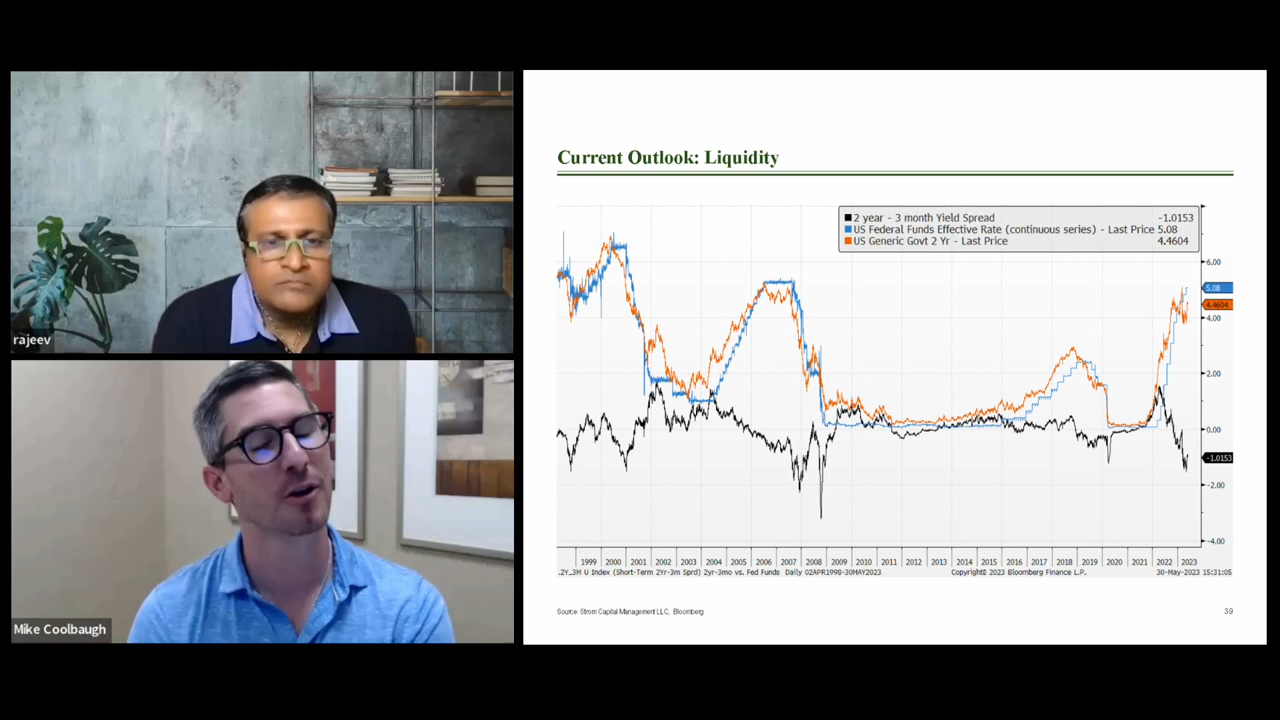 rajeev
Mike Coolbaugh
Current Outlook: Liquidity
2 year - 3 month Yield Spread -1.0153
US Federal Funds Effective Rate (continuous series) - Last Price 5.08
US Generic Govt 2 Yr - Last Price 4.4604
6.00
5.08
4.4604
4.00
2.00
0.00
-1.0153
-2.00
-4.00
1999 2000 2001 2002 2003 2004 2005 2006 2007 2008 2009 2010 2011 2012 2013 2014 2015 2016 2017 2018 2019 2020 2021 2022 2023
.2Y_3M U Index (Short-Term 2Yr-3m Sprd) 2yr-3mo vs. Fed Funds Daily 02APR1998-30MAY2023 Copyright© 2023 Bloomberg Finance L.P. 30-May-2023 15:31:05
Source: Strom Capital Management LLC, Bloomberg
39